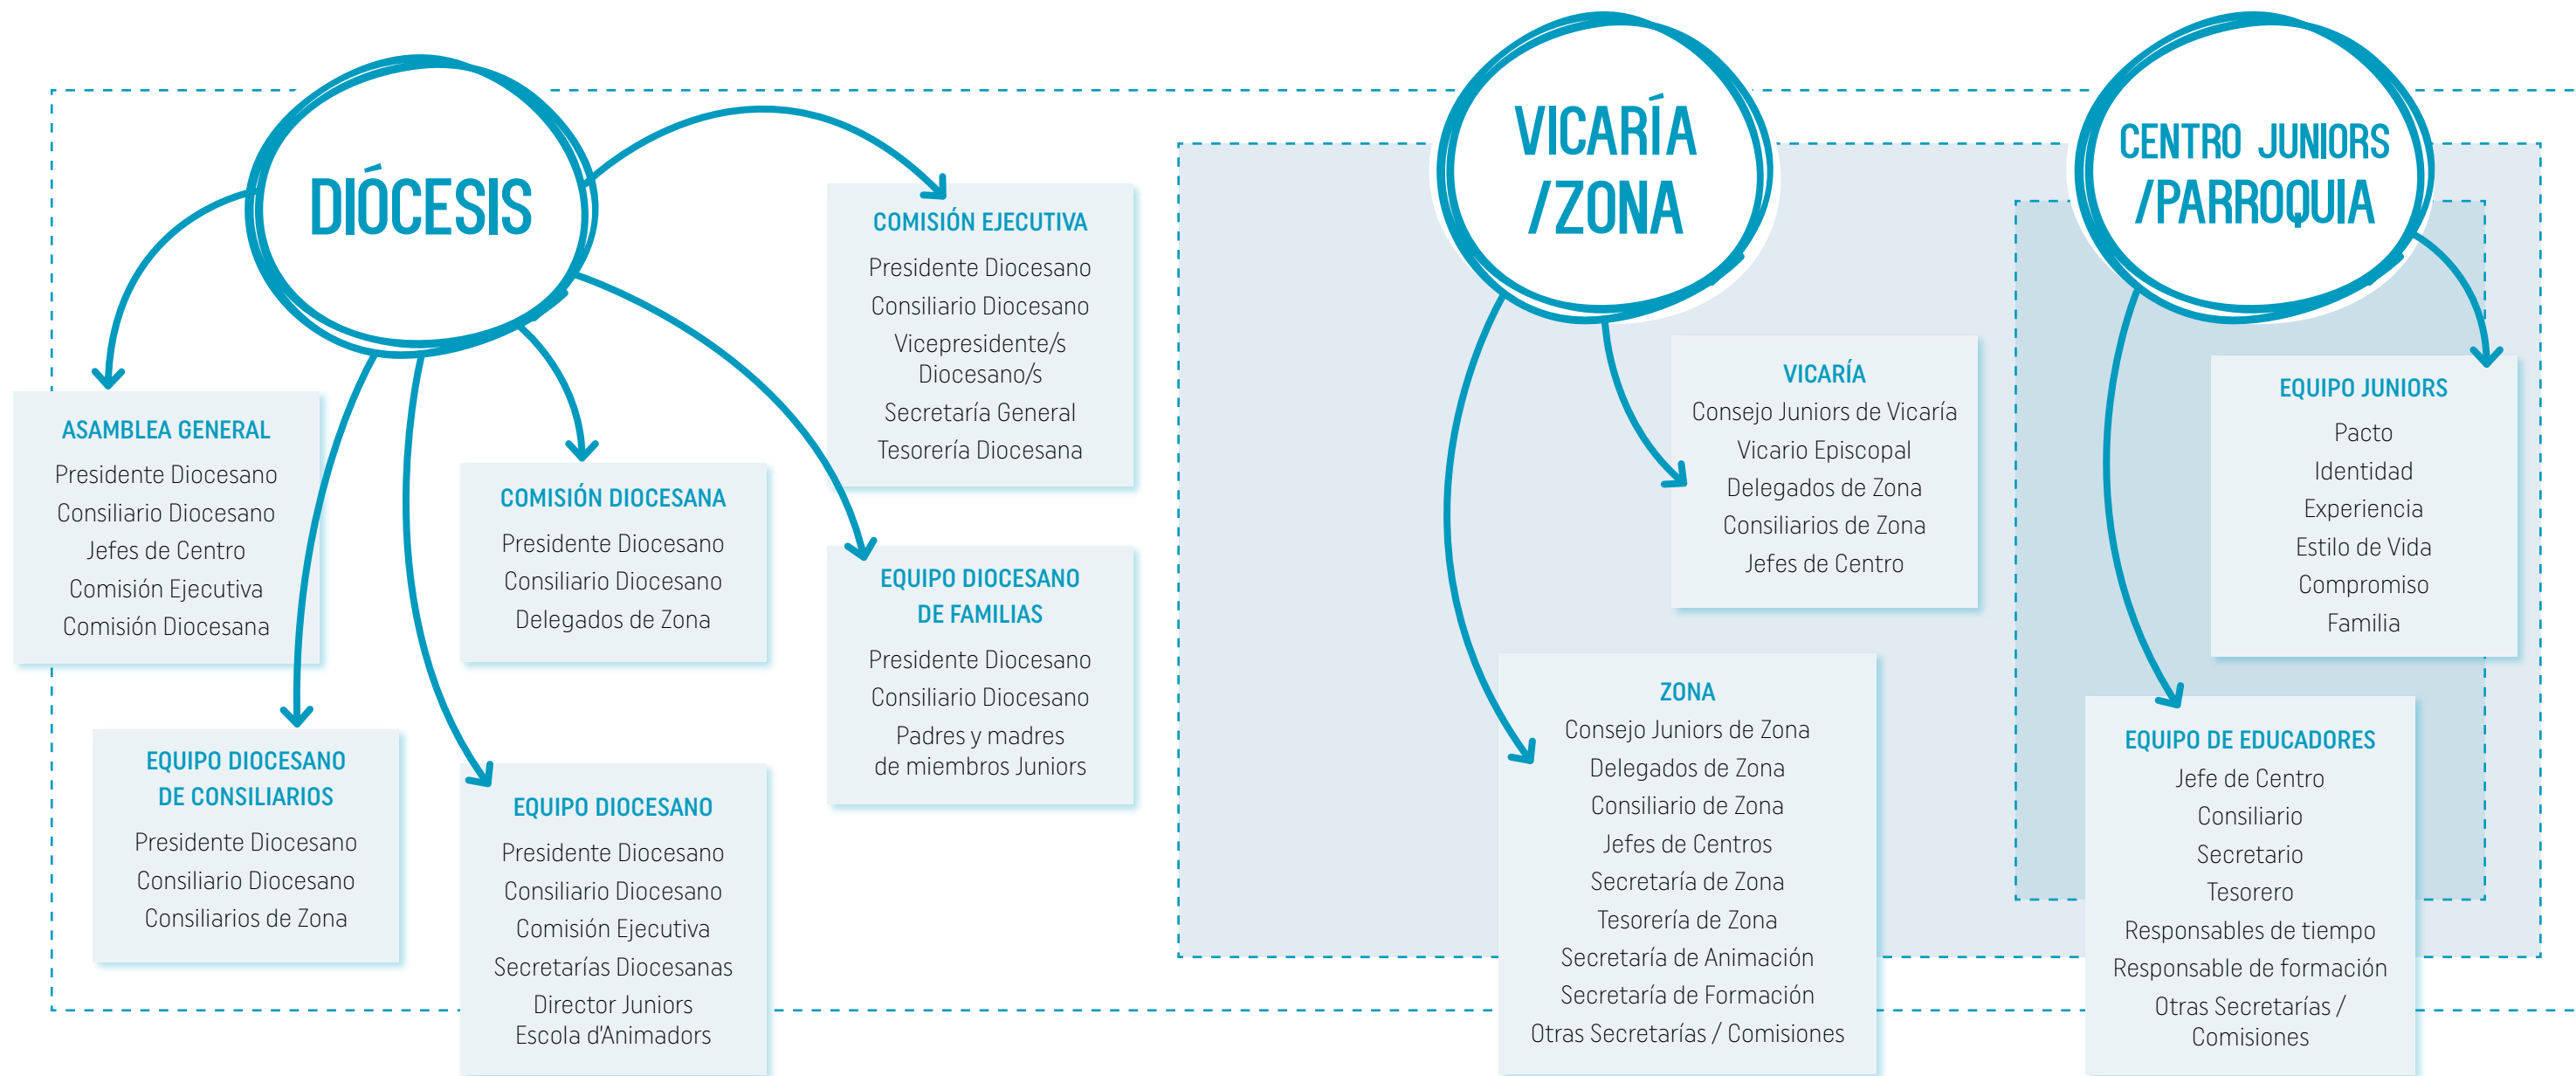 DIÓCESIS
ASAMBLEA GENERAL
Presidente Diocesano
Consiliario Diocesano
Jefes de Centro
Comisión Ejecutiva
Comisión Diocesana
EQUIPO DIOCESANO
DE CONSILIARIOS
Presidente Diocesano
Consiliario Diocesano
Consiliarios de Zona
EQUIPO DIOCESANO
Presidente Diocesano
Consiliario Diocesano
Comisión Ejecutiva
Secretarías Diocesanas
Director Juniors
Escola d'Animadors
COMISIÓN DIOCESANA
Presidente Diocesano
Consiliario Diocesano
Delegados de Zona
EQUIPO DIOCESANO
DE FAMILIAS
Presidente Diocesano
Consiliario Diocesano
Padres y madres
de miembros Juniors
COMISIÓN EJECUTIVA
Presidente Diocesano
Consiliario Diocesano
Vicepresidente/s
Diocesano/s
Secretaría General
Tesorería Diocesana
VICARÍA
/ZONA
VICARÍA
Consejo Juniors de Vicaría
Vicario Episcopal
Delegados de Zona
Consiliarios de Zona
Jefes de Centro
ZONA
Consejo Juniors de Zona
Delegados de Zona
Consiliario de Zona
Jefes de Centros
Secretaría de Zona
Tesorería de Zona
Secretaría de Animación
Secretaría de Formación
Otras Secretarías / Comisiones
CENTRO JUNIORS
/PARROQUIA
EQUIPO JUNIORS
Pacto
Identidad
Experiencia
Estilo de Vida
Compromiso
Familia
EQUIPO DE EDUCADORES
Jefe de Centro
Consiliario
Secretario
Tesorero
Responsables de tiempo
Responsable de formación
Otras Secretarías /
Comisiones